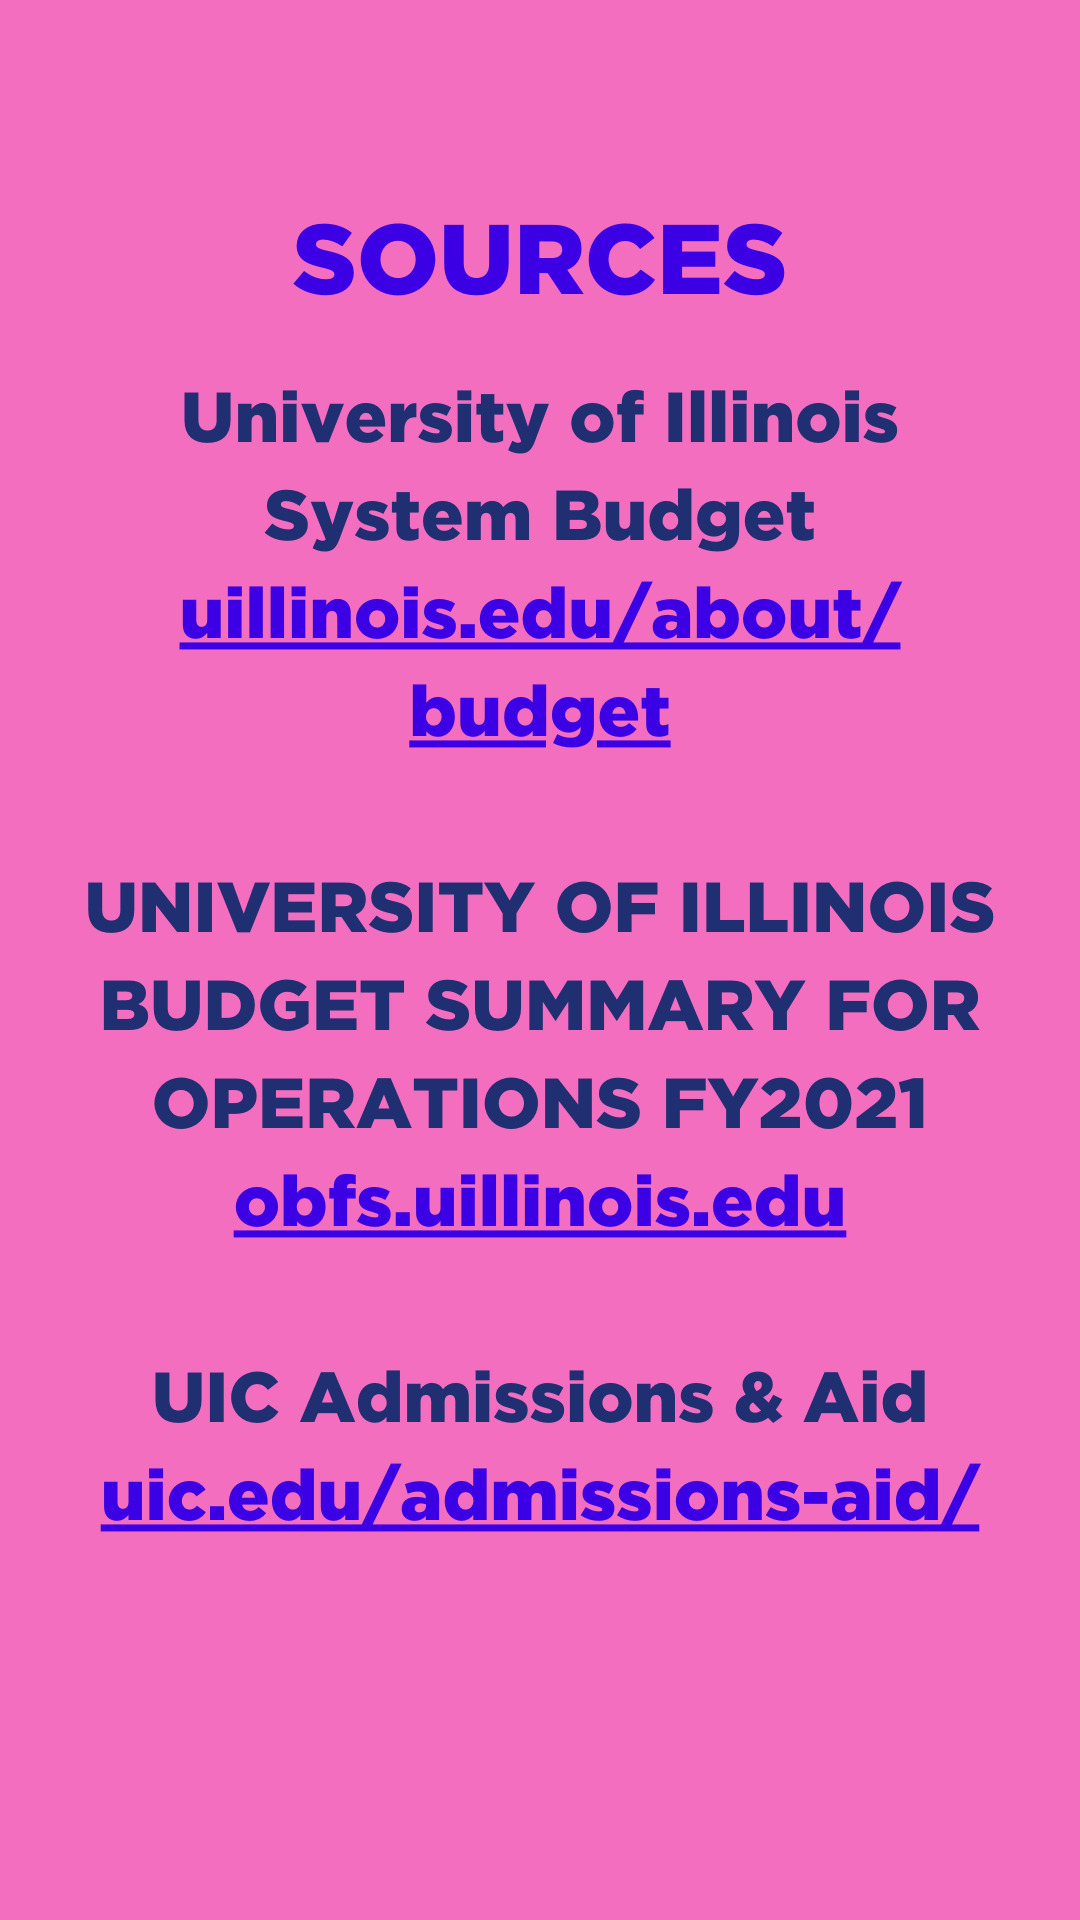 SOURCES
University of Illinois
System Budget
uillinois.edu/about/
budget
UNIVERSITY OF ILLINOIS
BUDGET SUMMARY FOR
OPERATIONS FY2021
obfs.uillinois.edu
UIC Admissions & Aid
uic.edu/admissions-aid/